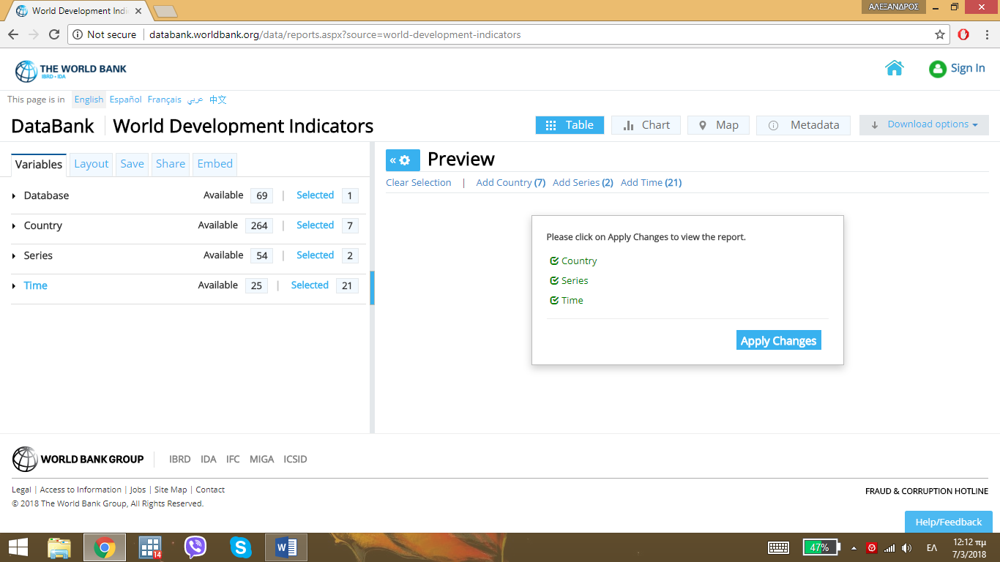 World Development Indi
ΑΛΕΞΑΝΔΡΟΣ
Not secure databank.worldbank.org/data/reports.aspx?source=world-development-indicators
THE WORLD BANK
IBRD • IDA
Sign In
This page is in English Español Français عربي 中文
DataBank World Development Indicators
Table Chart Map Metadata Download options
Variables Layout Save Share Embed
« Preview
Clear Selection | Add Country (7) Add Series (2) Add Time (21)
Database Available 69 | Selected 1
Country Available 264 | Selected 7
Series Available 54 | Selected 2
Time Available 25 | Selected 21
Please click on Apply Changes to view the report.
Country
Series
Time
Apply Changes
WORLD BANK GROUP IBRD IDA IFC MIGA ICSID
Legal | Access to Information | Jobs | Site Map | Contact
FRAUD & CORRUPTION HOTLINE
© 2018 The World Bank Group, All Rights Reserved.
Help/Feedback
14
47%
ΕΛ
12:12 πμ
7/3/2018